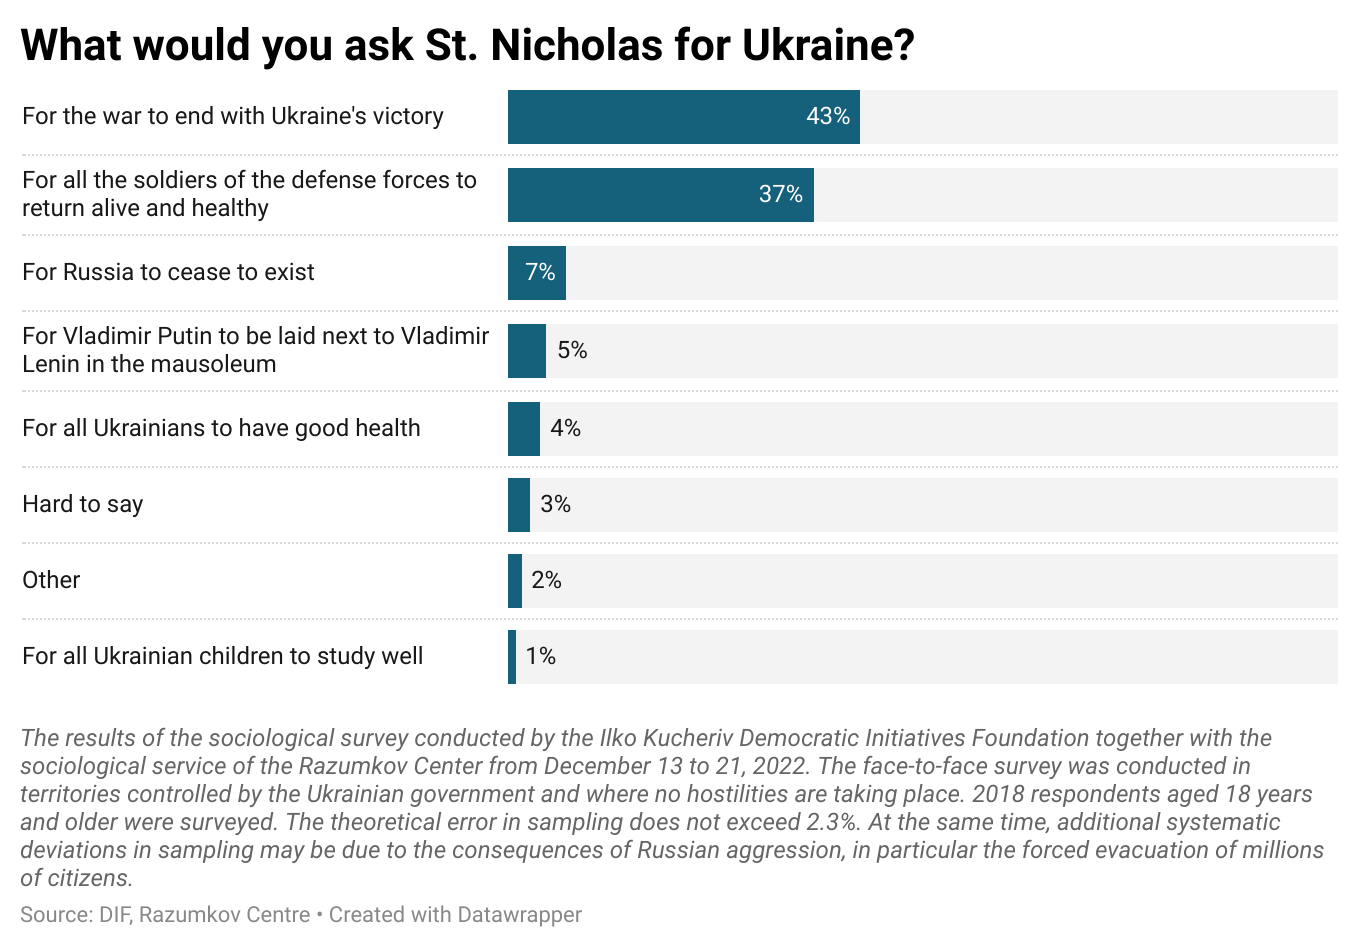 What would you ask St. Nicholas for Ukraine?
For the war to end with Ukraine's victory
43%
For all the soldiers of the defense forces to
return alive and healthy
37%
For Russia to cease to exist
7%
For Vladimir Putin to be laid next to Vladimir
Lenin in the mausoleum
5%
For all Ukrainians to have good health
4%
Hard to say
3%
Other
2%
For all Ukrainian children to study well
1%
The results of the sociological survey conducted by the Ilko Kucheriv Democratic Initiatives Foundation together with the
sociological service of the Razumkov Center from December 13 to 21, 2022. The face-to-face survey was conducted in
territories controlled by the Ukrainian government and where no hostilities are taking place. 2018 respondents aged 18 years
and older were surveyed. The theoretical error in sampling does not exceed 2.3%. At the same time, additional systematic
deviations in sampling may be due to the consequences of Russian aggression, in particular the forced evacuation of millions
of citizens.
Source: DIF, Razumkov Centre • Created with Datawrapper